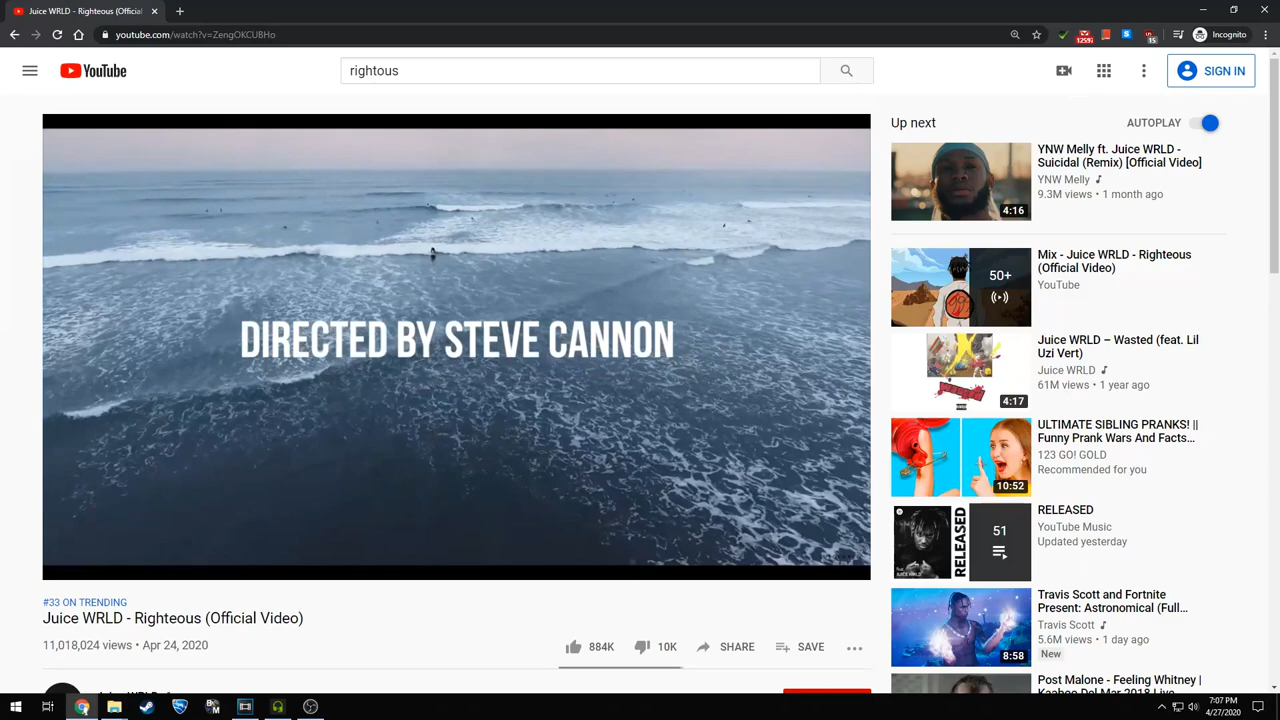 Juice WRLD - Righteous (Official
youtube.com/watch?v=ZengOKCUBHo
12597
15
Incognito
YouTube
rightous
SIGN IN
DIRECTED BY STEVE CANNON
#33 ON TRENDING
Juice WRLD - Righteous (Official Video)
11,018,024 views • Apr 24, 2020
884K
10K
SHARE
SAVE
Up next
AUTOPLAY
YNW Melly ft. Juice WRLD -
Suicidal (Remix) [Official Video]
YNW Melly
9.3M views • 1 month ago
4:16
Mix - Juice WRLD - Righteous
(Official Video)
YouTube
50+
Juice WRLD – Wasted (feat. Lil
Uzi Vert)
Juice WRLD
61M views • 1 year ago
4:17
ULTIMATE SIBLING PRANKS! ||
Funny Prank Wars And Facts...
123 GO! GOLD
Recommended for you
10:52
RELEASED
YouTube Music
Updated yesterday
RELEASED
51
Travis Scott and Fortnite
Present: Astronomical (Full...
Travis Scott
5.6M views • 1 day ago
New
8:58
Post Malone - Feeling Whitney |
7:07 PM
4/27/2020